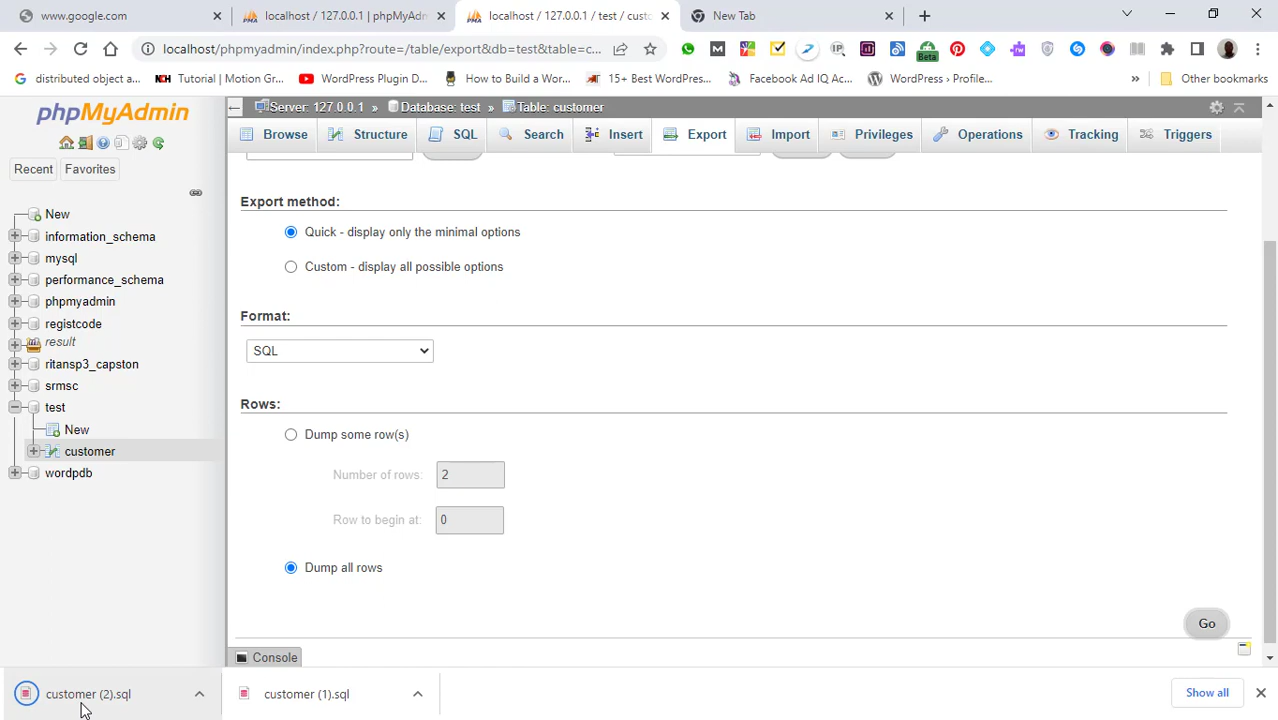 www.google.com
localhost / 127.0.0.1 | phpMyAdm
localhost / 127.0.0.1 / test / custo
New Tab
localhost/phpmyadmin/index.php?route=/table/export&db=test&table=c...
distributed object a...
Tutorial | Motion Gr...
WordPress Plugin D...
How to Build a Wor...
15+ Best WordPress...
Facebook Ad IQ Ac...
WordPress › Profile...
»
Other bookmarks
Beta
phpMyAdmin
Recent
Favorites
New
information_schema
mysql
performance_schema
phpmyadmin
registcode
result
ritansp3_capston
srmsc
test
New
customer
wordpdb
Server: 127.0.0.1 » Database: test » Table: customer
Browse
Structure
SQL
Search
Insert
Export
Import
Privileges
Operations
Tracking
Triggers
Export method:
Quick - display only the minimal options
Custom - display all possible options
Format:
SQL
Rows:
Dump some row(s)
Number of rows: 2
Row to begin at: 0
Dump all rows
Go
Console
customer (2).sql
customer (1).sql
Show all